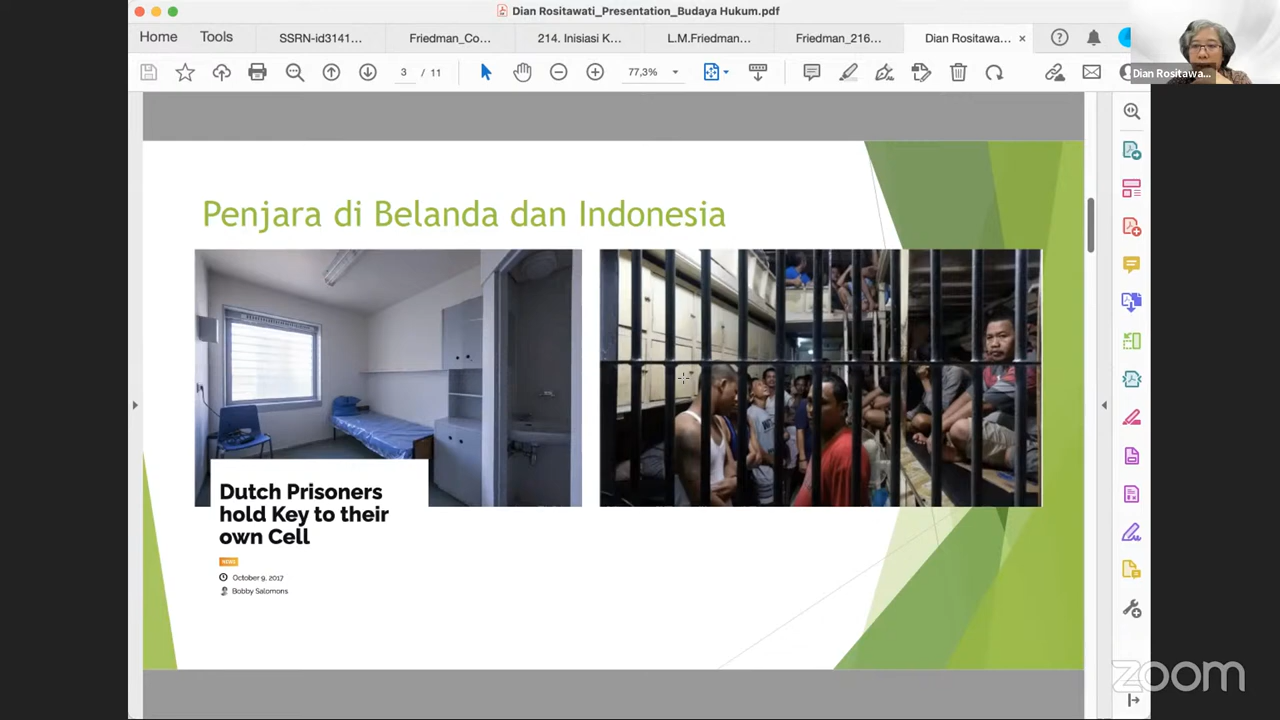 Dian Rositawati_Presentation_Budaya Hukum.pdf
Home
Tools
SSRN-id3141...
Friedman_Co...
214. Inisiasi K...
L.M.Friedman...
Friedman_216...
Dian Rositawa... ×
Dian Rositawa...
3 / 11
77,3%
Penjara di Belanda dan Indonesia
Dutch Prisoners
hold Key to their
own Cell
NEWS
October 9, 2017
Bobby Salomons
zoom